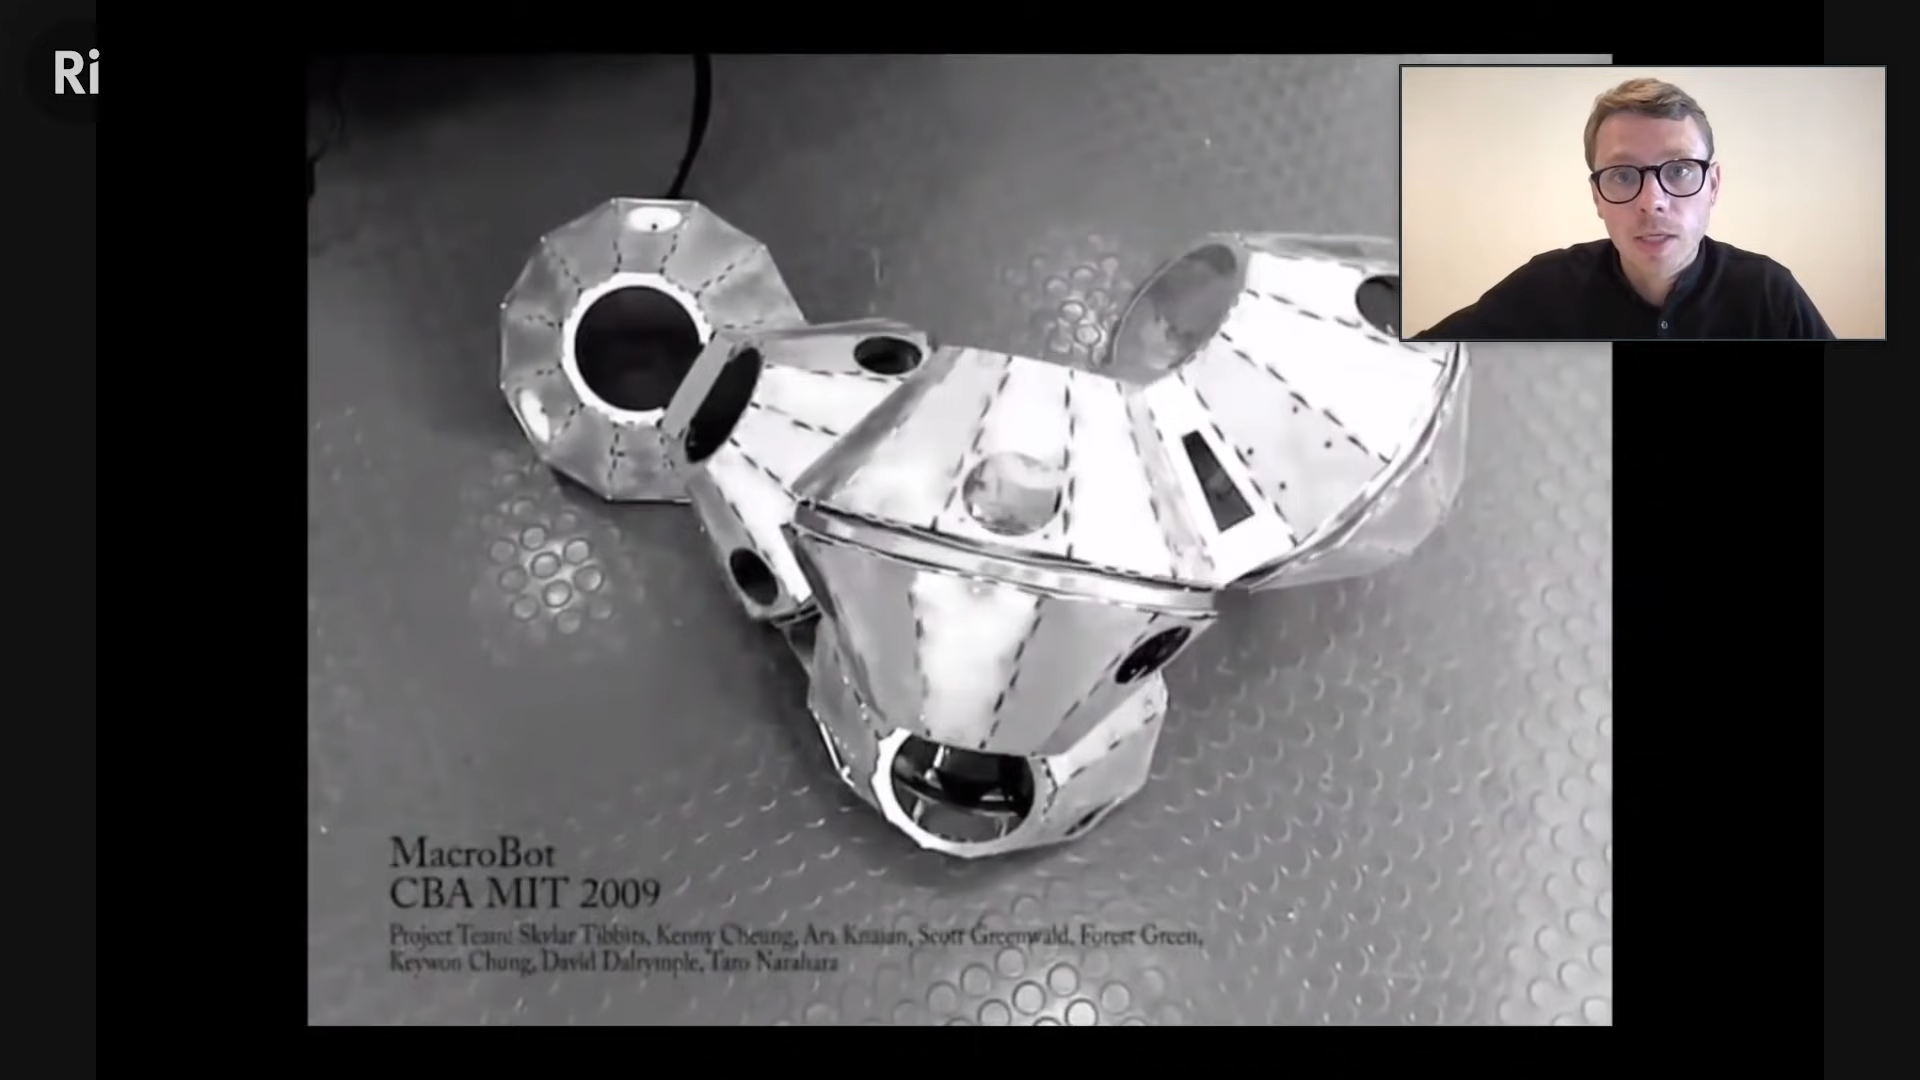 Ri
MacroBot
CBA MIT 2009
Project Team: Skylar Tibbits, Kenny Cheung, Ara Knaian, Scott Greenwald, Forest Green,
Keywon Chung, David Dalrymple, Taro Narahara